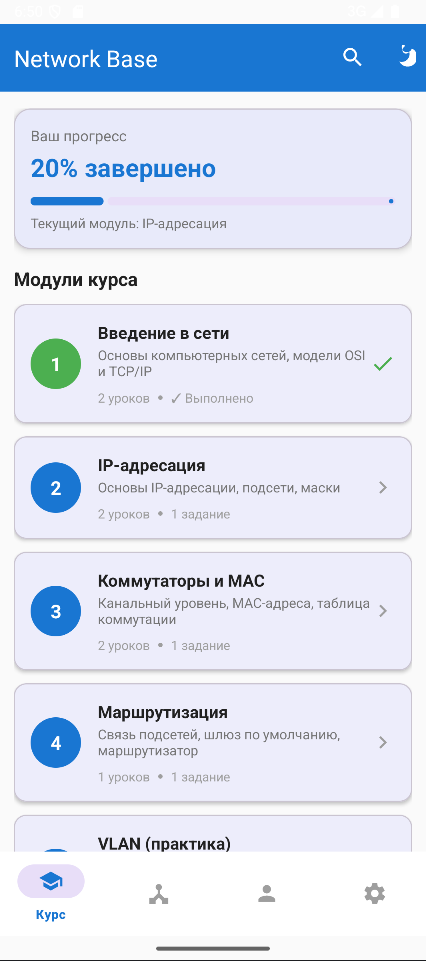 6:50
3G
Network Base
Ваш прогресс
20% завершено
Текущий модуль: IP-адресация
Модули курса
1
Введение в сети
Основы компьютерных сетей, модели OSI
и TCP/IP
2 уроков • ✓ Выполнено
2
IP-адресация
Основы IP-адресации, подсети, маски
2 уроков • 1 задание
3
Коммутаторы и MAC
Канальный уровень, MAC-адреса, таблица
коммутации
2 уроков • 1 задание
4
Маршрутизация
Связь подсетей, шлюз по умолчанию,
маршрутизатор
1 уроков • 1 задание
VLAN (практика)
Курс